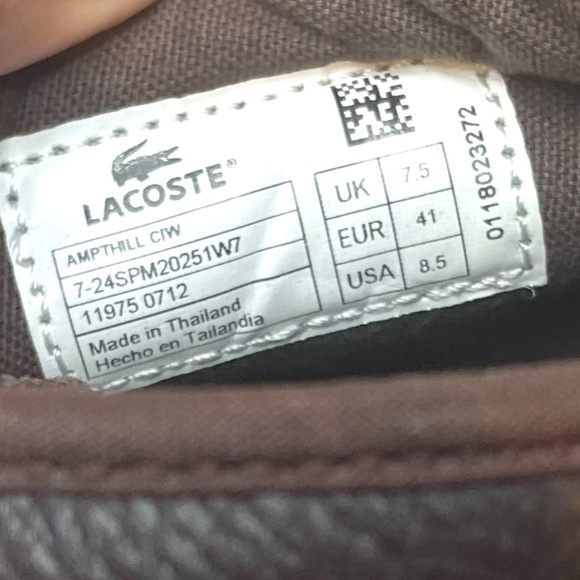 LACOSTE®
AMPTHILL CIW
7-24SPM20251W7
11975 0712
Made in Thailand
Hecho en Tailandia
UK 7.5
EUR 41
USA 8.5
0118023272